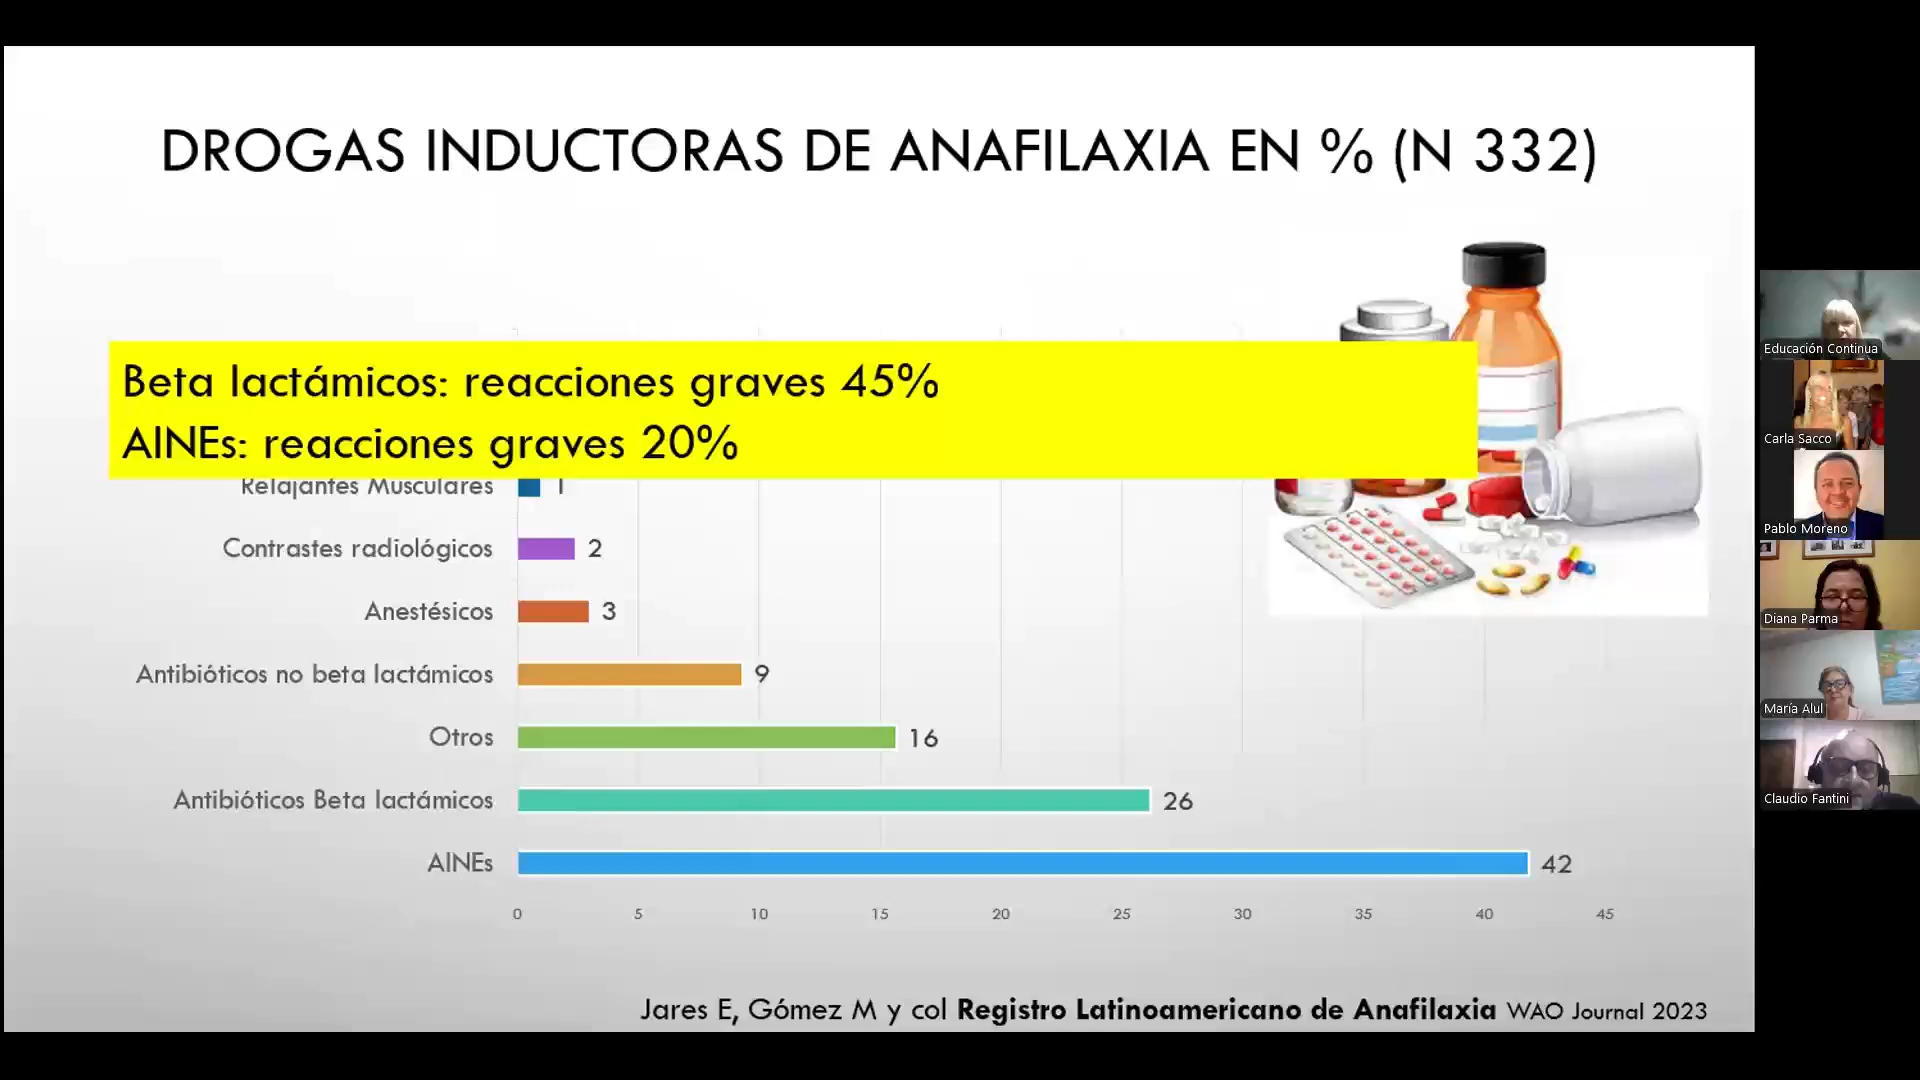 DROGAS INDUCTORAS DE ANAFILAXIA EN % (N 332)
Beta lactámicos: reacciones graves 45%
AINEs: reacciones graves 20%
Relajantes Musculares 1
Contrastes radiológicos 2
Anestésicos 3
Antibióticos no beta lactámicos 9
Otros 16
Antibióticos Beta lactámicos 26
AINEs 42
0 5 10 15 20 25 30 35 40 45
Jares E, Gómez M y col Registro Latinoamericano de Anafilaxia WAO Journal 2023
Educación Continua
Carla Sacco
Pablo Moreno
Diana Parma
María Alul
Claudio Fantini